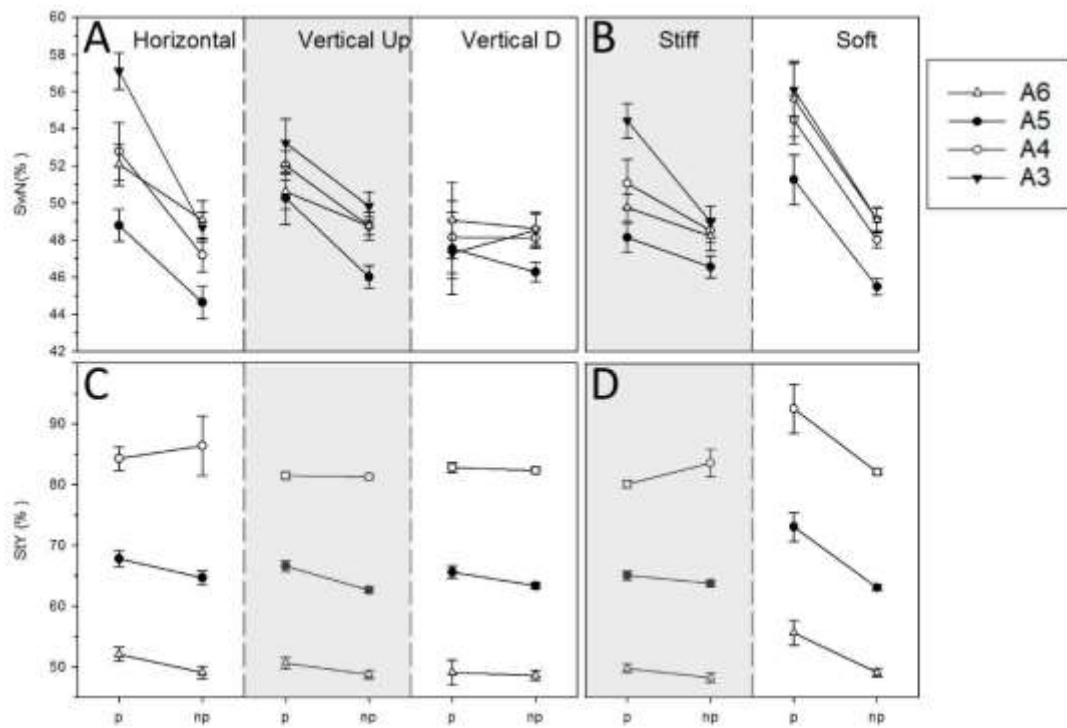 A Horizontal Vertical Up Vertical D B Stiff Soft
60
58
56
54
52
50
48
46
44
42
SwN(%)
A6
A5
A4
A3
C D
90
80
70
60
50
StY (%)
p np p np p np p np p np